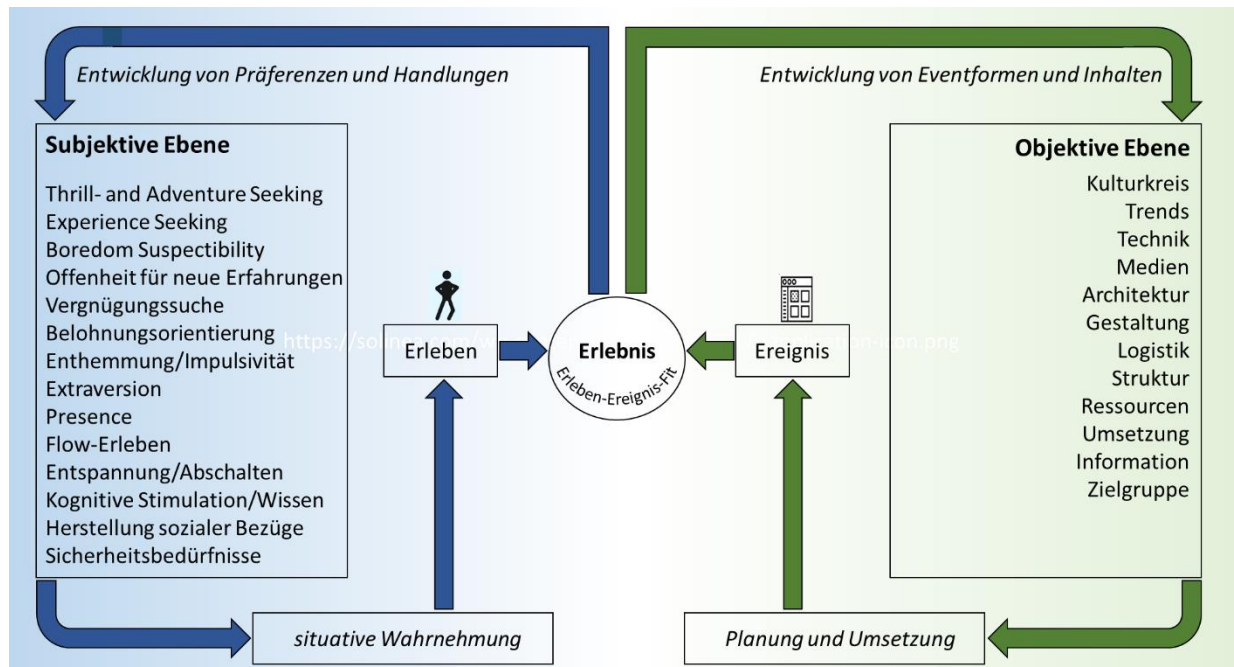 Entwicklung von Präferenzen und Handlungen
Entwicklung von Eventformen und Inhalten
Subjektive Ebene
Thrill- and Adventure Seeking
Experience Seeking
Boredom Suspectibility
Offenheit für neue Erfahrungen
Vergnügungssuche
Belohnungsorientierung
Enthemmung/Impulsivität
Extraversion
Presence
Flow-Erleben
Entspannung/Abschalten
Kognitive Stimulation/Wissen
Herstellung sozialer Bezüge
Sicherheitsbedürfnisse
situative Wahrnehmung
Erleben
Erlebnis
Erleben-Ereignis-Fit
Ereignis
Objektive Ebene
Kulturkreis
Trends
Technik
Medien
Architektur
Gestaltung
Logistik
Struktur
Ressourcen
Umsetzung
Information
Zielgruppe
Planung und Umsetzung